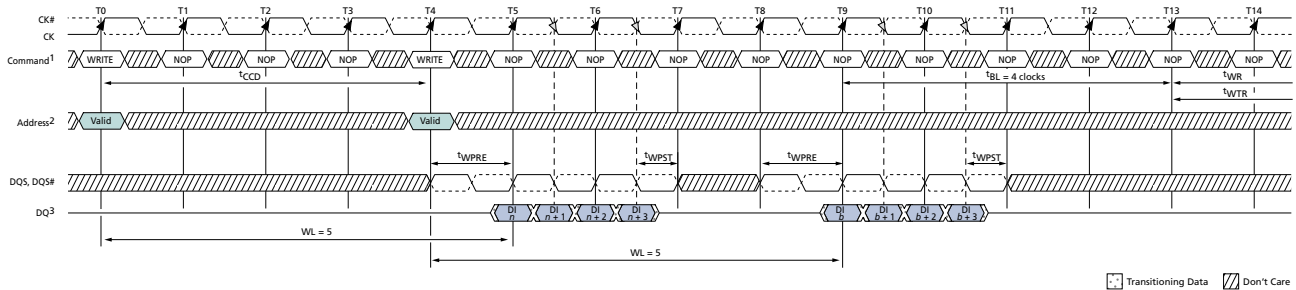 T0 T1 T2 T3 T4 T5 T6 T7 T8 T9 T10 T11 T12 T13 T14
CK#
CK
Command1 WRITE NOP NOP NOP WRITE NOP NOP NOP NOP NOP NOP NOP NOP NOP NOP
tCCD tBL = 4 clocks tWR
tWTR
Address2 Valid Valid
tWPRE tWPST tWPRE tWPST
DQS, DQS#
DQ3 DI n DI n + 1 DI n + 2 DI n + 3 DI b DI b + 1 DI b + 2 DI b + 3
WL = 5
WL = 5
Transitioning Data Don't Care